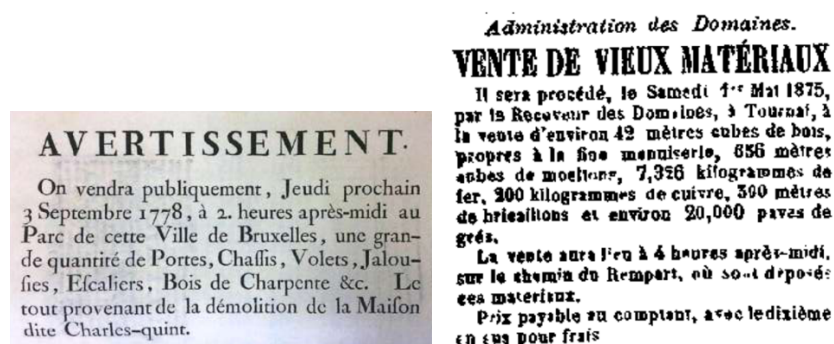 AVERTISSEMENT.
On vendra publiquement, Jeudi prochain
3 Septembre 1778, à 2. heures après-midi au
Parc de cette Ville de Bruxelles, une gran-
de quantité de Portes, Chaſſis, Volets, Jalou-
ſies, Eſcaliers, Bois de Charpente &c. Le
tout provenant de la démolition de la Maiſon
dite Charles-quint.
Administration des Domaines.
VENTE DE VIEUX MATÉRIAUX
Il sera procédé, le Samedi 1er Mai 1875,
par le Receveur des Domaines, à Tournai, à
la vente d'environ 42 mètres cubes de bois,
propres à la fine menuiserie, 656 mètres
cubes de moellons, 7,326 kilogrammes de
fer, 200 kilogrammes de cuivre, 300 mètres
de briesillons et environ 20,000 pavés de
grés.
La vente aura lieu à 4 heures après-midi,
sur le chemin du Rempart, où sont déposés
ces matériaux.
Prix payable au comptant, avec le dixième
en sus pour frais